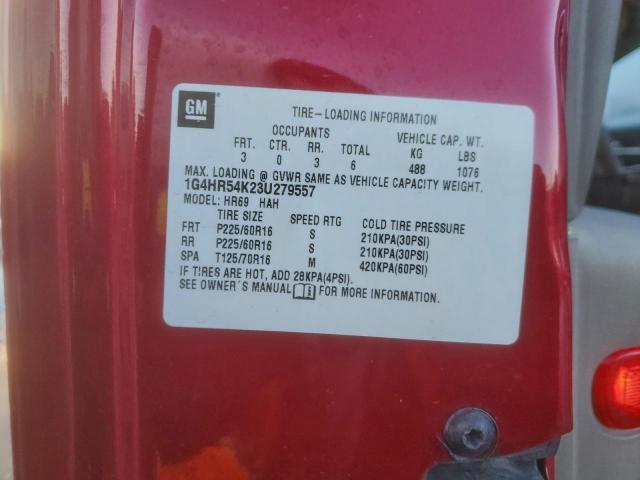 GM
TIRE-LOADING INFORMATION
OCCUPANTS VEHICLE CAP. WT.
FRT. CTR. RR. TOTAL KG LBS
3 0 3 6 488 1076
MAX. LOADING @ GVWR SAME AS VEHICLE CAPACITY WEIGHT.
1G4HR54K23U279557
MODEL: HR69 HAH
TIRE SIZE SPEED RTG COLD TIRE PRESSURE
FRT P225/60R16 S 210KPA(30PSI)
RR P225/60R16 S 210KPA(30PSI)
SPA T125/70R16 M 420KPA(60PSI)
IF TIRES ARE HOT, ADD 28KPA(4PSI).
SEE OWNER'S MANUAL FOR MORE INFORMATION.